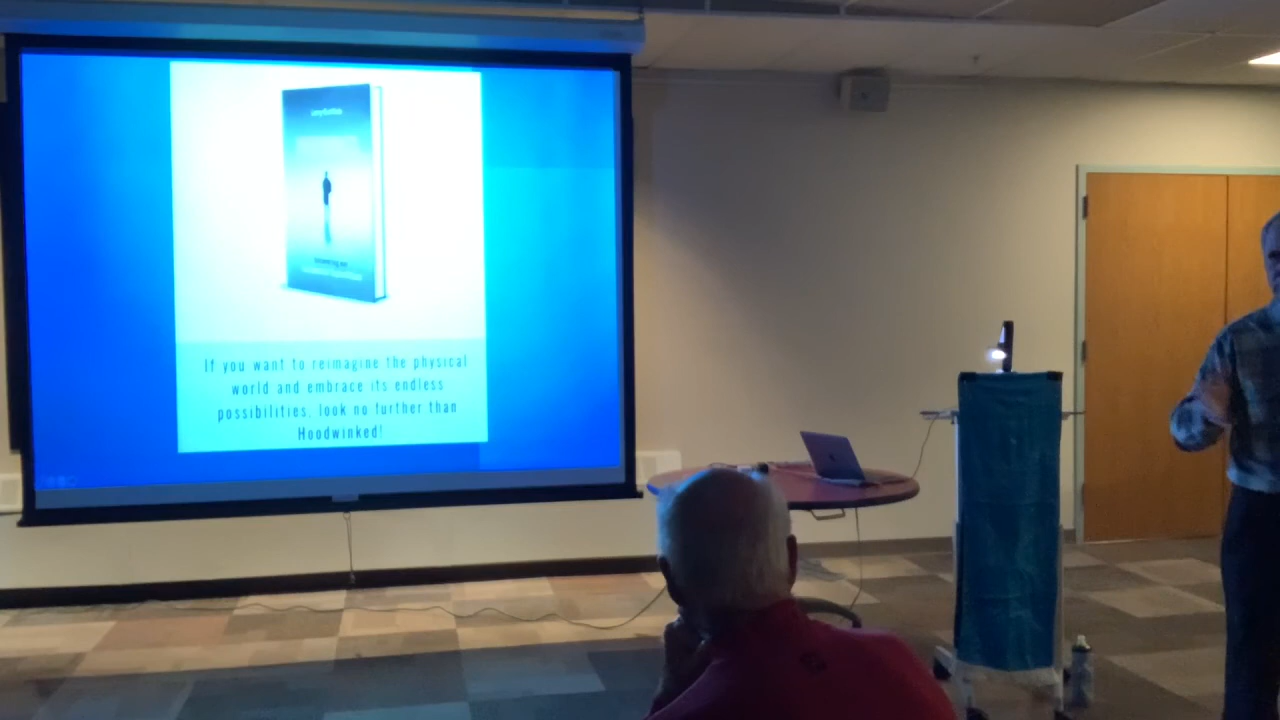 If you want to reimagine the physical
world and embrace its endless
possibilities, look no further than
Hoodwinked!